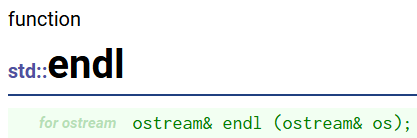 function
std::endl
for ostream ostream& endl (ostream& os);